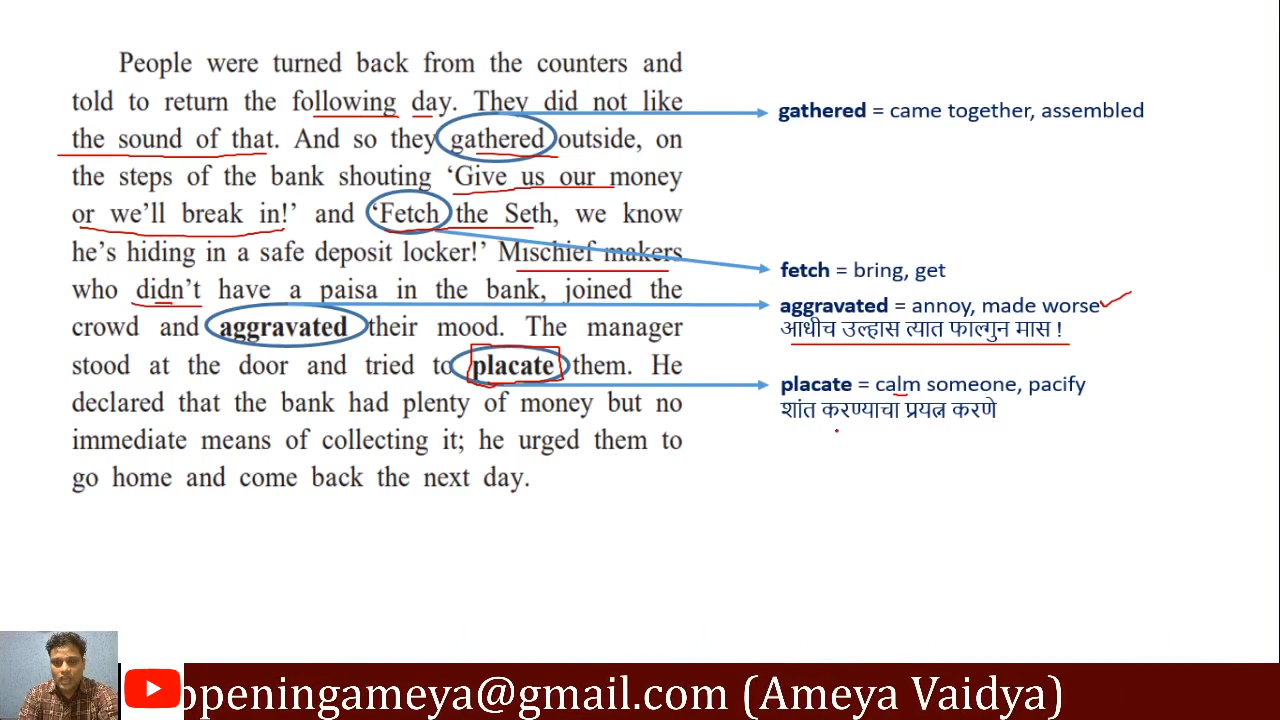 People were turned back from the counters and
told to return the following day. They did not like
the sound of that. And so they gathered outside, on
the steps of the bank shouting ‘Give us our money
or we’ll break in!’ and ‘Fetch the Seth, we know
he’s hiding in a safe deposit locker!’ Mischief makers
who didn’t have a paisa in the bank, joined the
crowd and aggravated their mood. The manager
stood at the door and tried to placate them. He
declared that the bank had plenty of money but no
immediate means of collecting it; he urged them to
go home and come back the next day.
gathered = came together, assembled
fetch = bring, get
aggravated = annoy, made worse
आधीच उल्हास त्यात फाल्गुन मास !
placate = calm someone, pacify
शांत करण्याचा प्रयत्न करणे
ppeningameya@gmail.com (Ameya Vaidya)